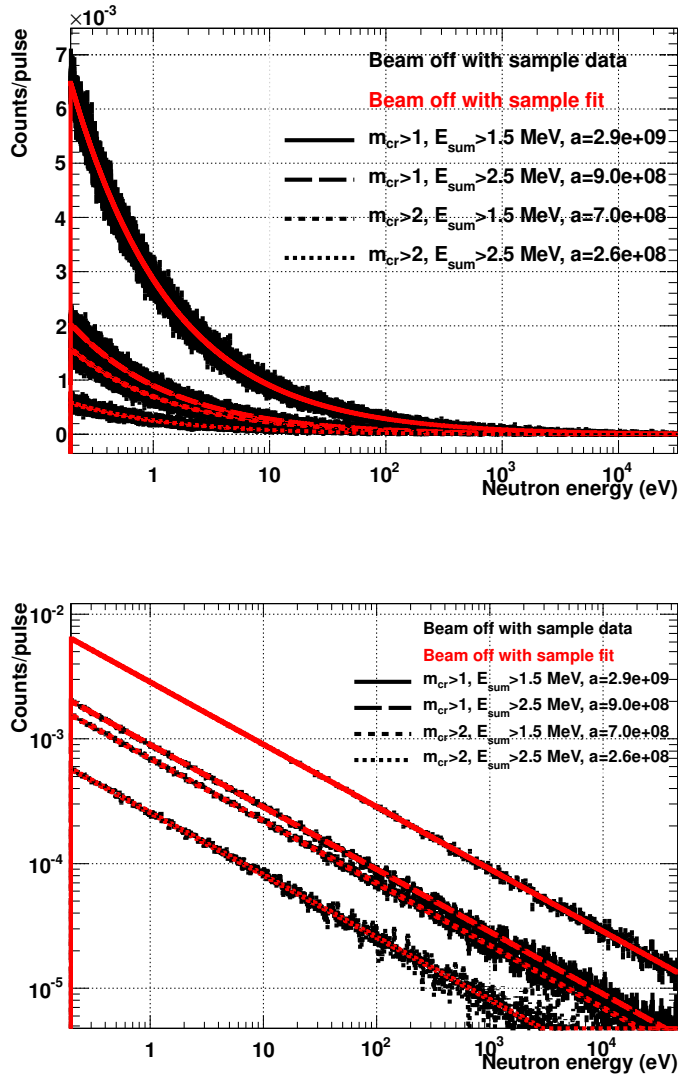 ×10⁻³
Counts/pulse
7
6
5
4
3
2
1
0
Beam off with sample data
Beam off with sample fit
m_cr>1, E_sum>1.5 MeV, a=2.9e+09
m_cr>1, E_sum>2.5 MeV, a=9.0e+08
m_cr>2, E_sum>1.5 MeV, a=7.0e+08
m_cr>2, E_sum>2.5 MeV, a=2.6e+08
1 10 10² 10³ 10⁴
Neutron energy (eV)
Counts/pulse
10⁻²
10⁻³
10⁻⁴
10⁻⁵
Beam off with sample data
Beam off with sample fit
m_cr>1, E_sum>1.5 MeV, a=2.9e+09
m_cr>1, E_sum>2.5 MeV, a=9.0e+08
m_cr>2, E_sum>1.5 MeV, a=7.0e+08
m_cr>2, E_sum>2.5 MeV, a=2.6e+08
1 10 10² 10³ 10⁴
Neutron energy (eV)